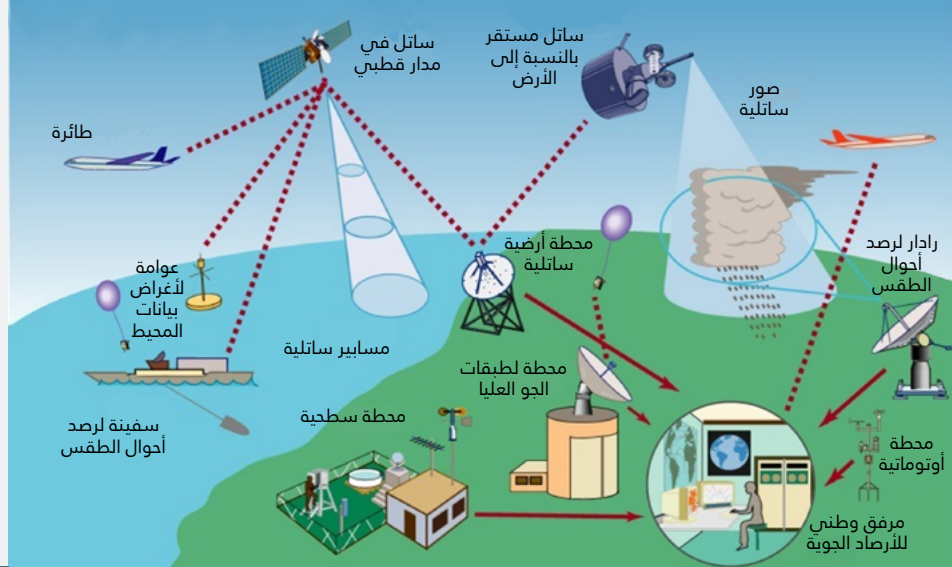 ساتل في
مدار قطبي
ساتل مستقر
بالنسبة إلى
الأرض
صور
ساتلية
طائرة
عوامة
لأغراض
بيانات
المحيط
محطة أرضية
ساتلية
رادار لرصد
أحوال
الطقس
مسابير ساتلية
محطة لطبقات
الجو العليا
سفينة لرصد
أحوال الطقس
محطة سطحية
محطة
أوتوماتية
مرفق وطني
للأرصاد الجوية